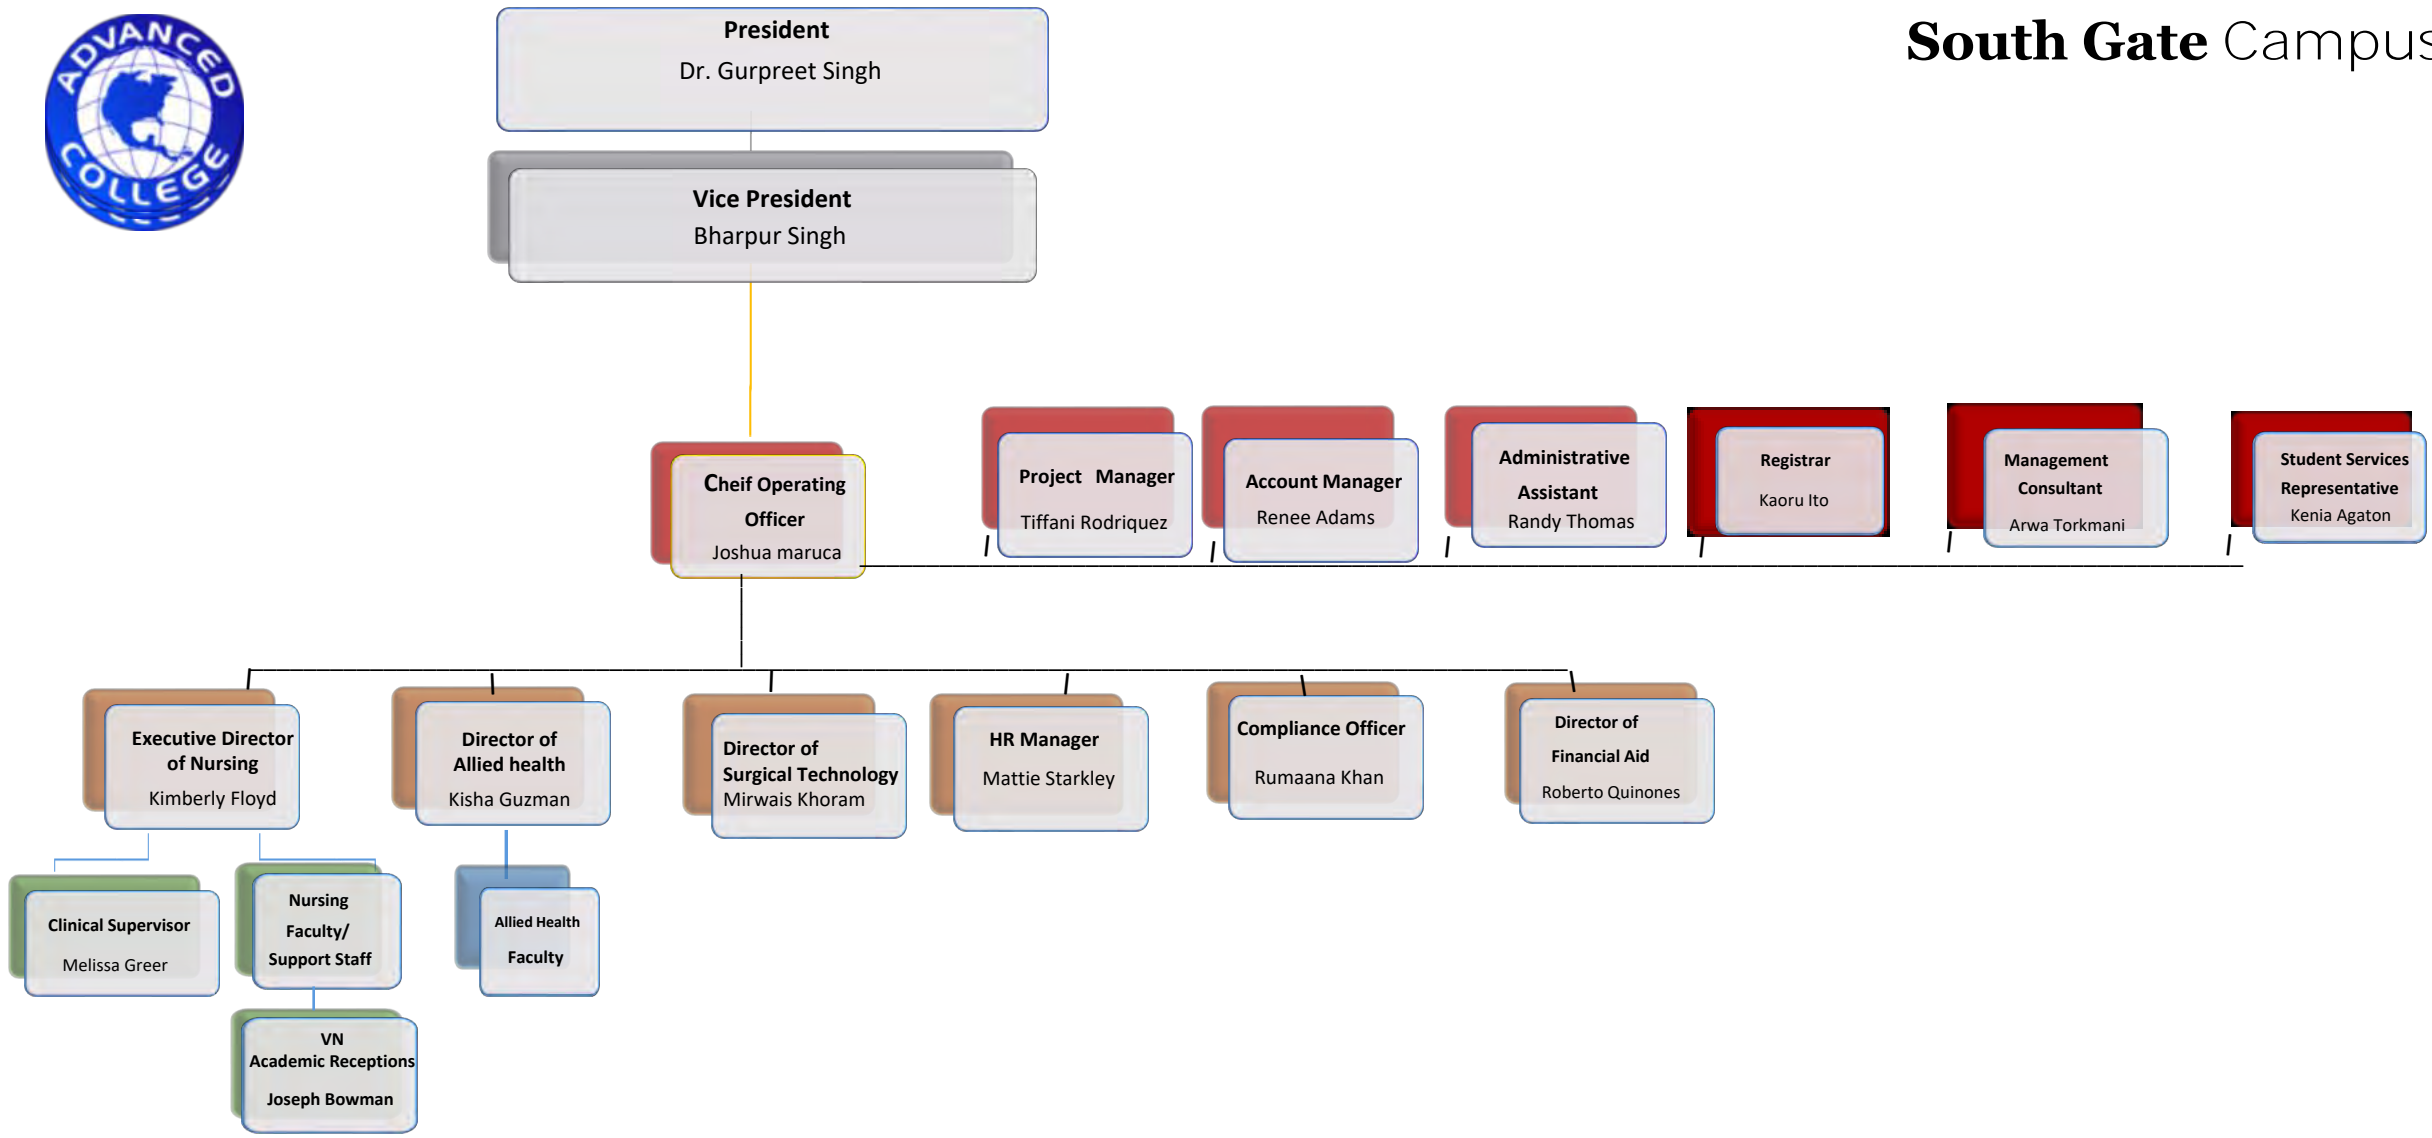 ADVANCED
COLLEGE
South Gate Campus
President
Dr. Gurpreet Singh
Vice President
Bharpur Singh
Cheif Operating
Officer
Joshua maruca
Project Manager
Tiffani Rodriquez
Account Manager
Renee Adams
Administrative
Assistant
Randy Thomas
Registrar
Kaoru Ito
Management
Consultant
Arwa Torkmani
Student Services
Representative
Kenia Agaton
Executive Director
of Nursing
Kimberly Floyd
Director of
Allied health
Kisha Guzman
Director of
Surgical Technology
Mirwais Khoram
HR Manager
Mattie Starkley
Compliance Officer
Rumaana Khan
Director of
Financial Aid
Roberto Quinones
Clinical Supervisor
Melissa Greer
Nursing
Faculty/
Support Staff
Allied Health
Faculty
VN
Academic Receptions
Joseph Bowman